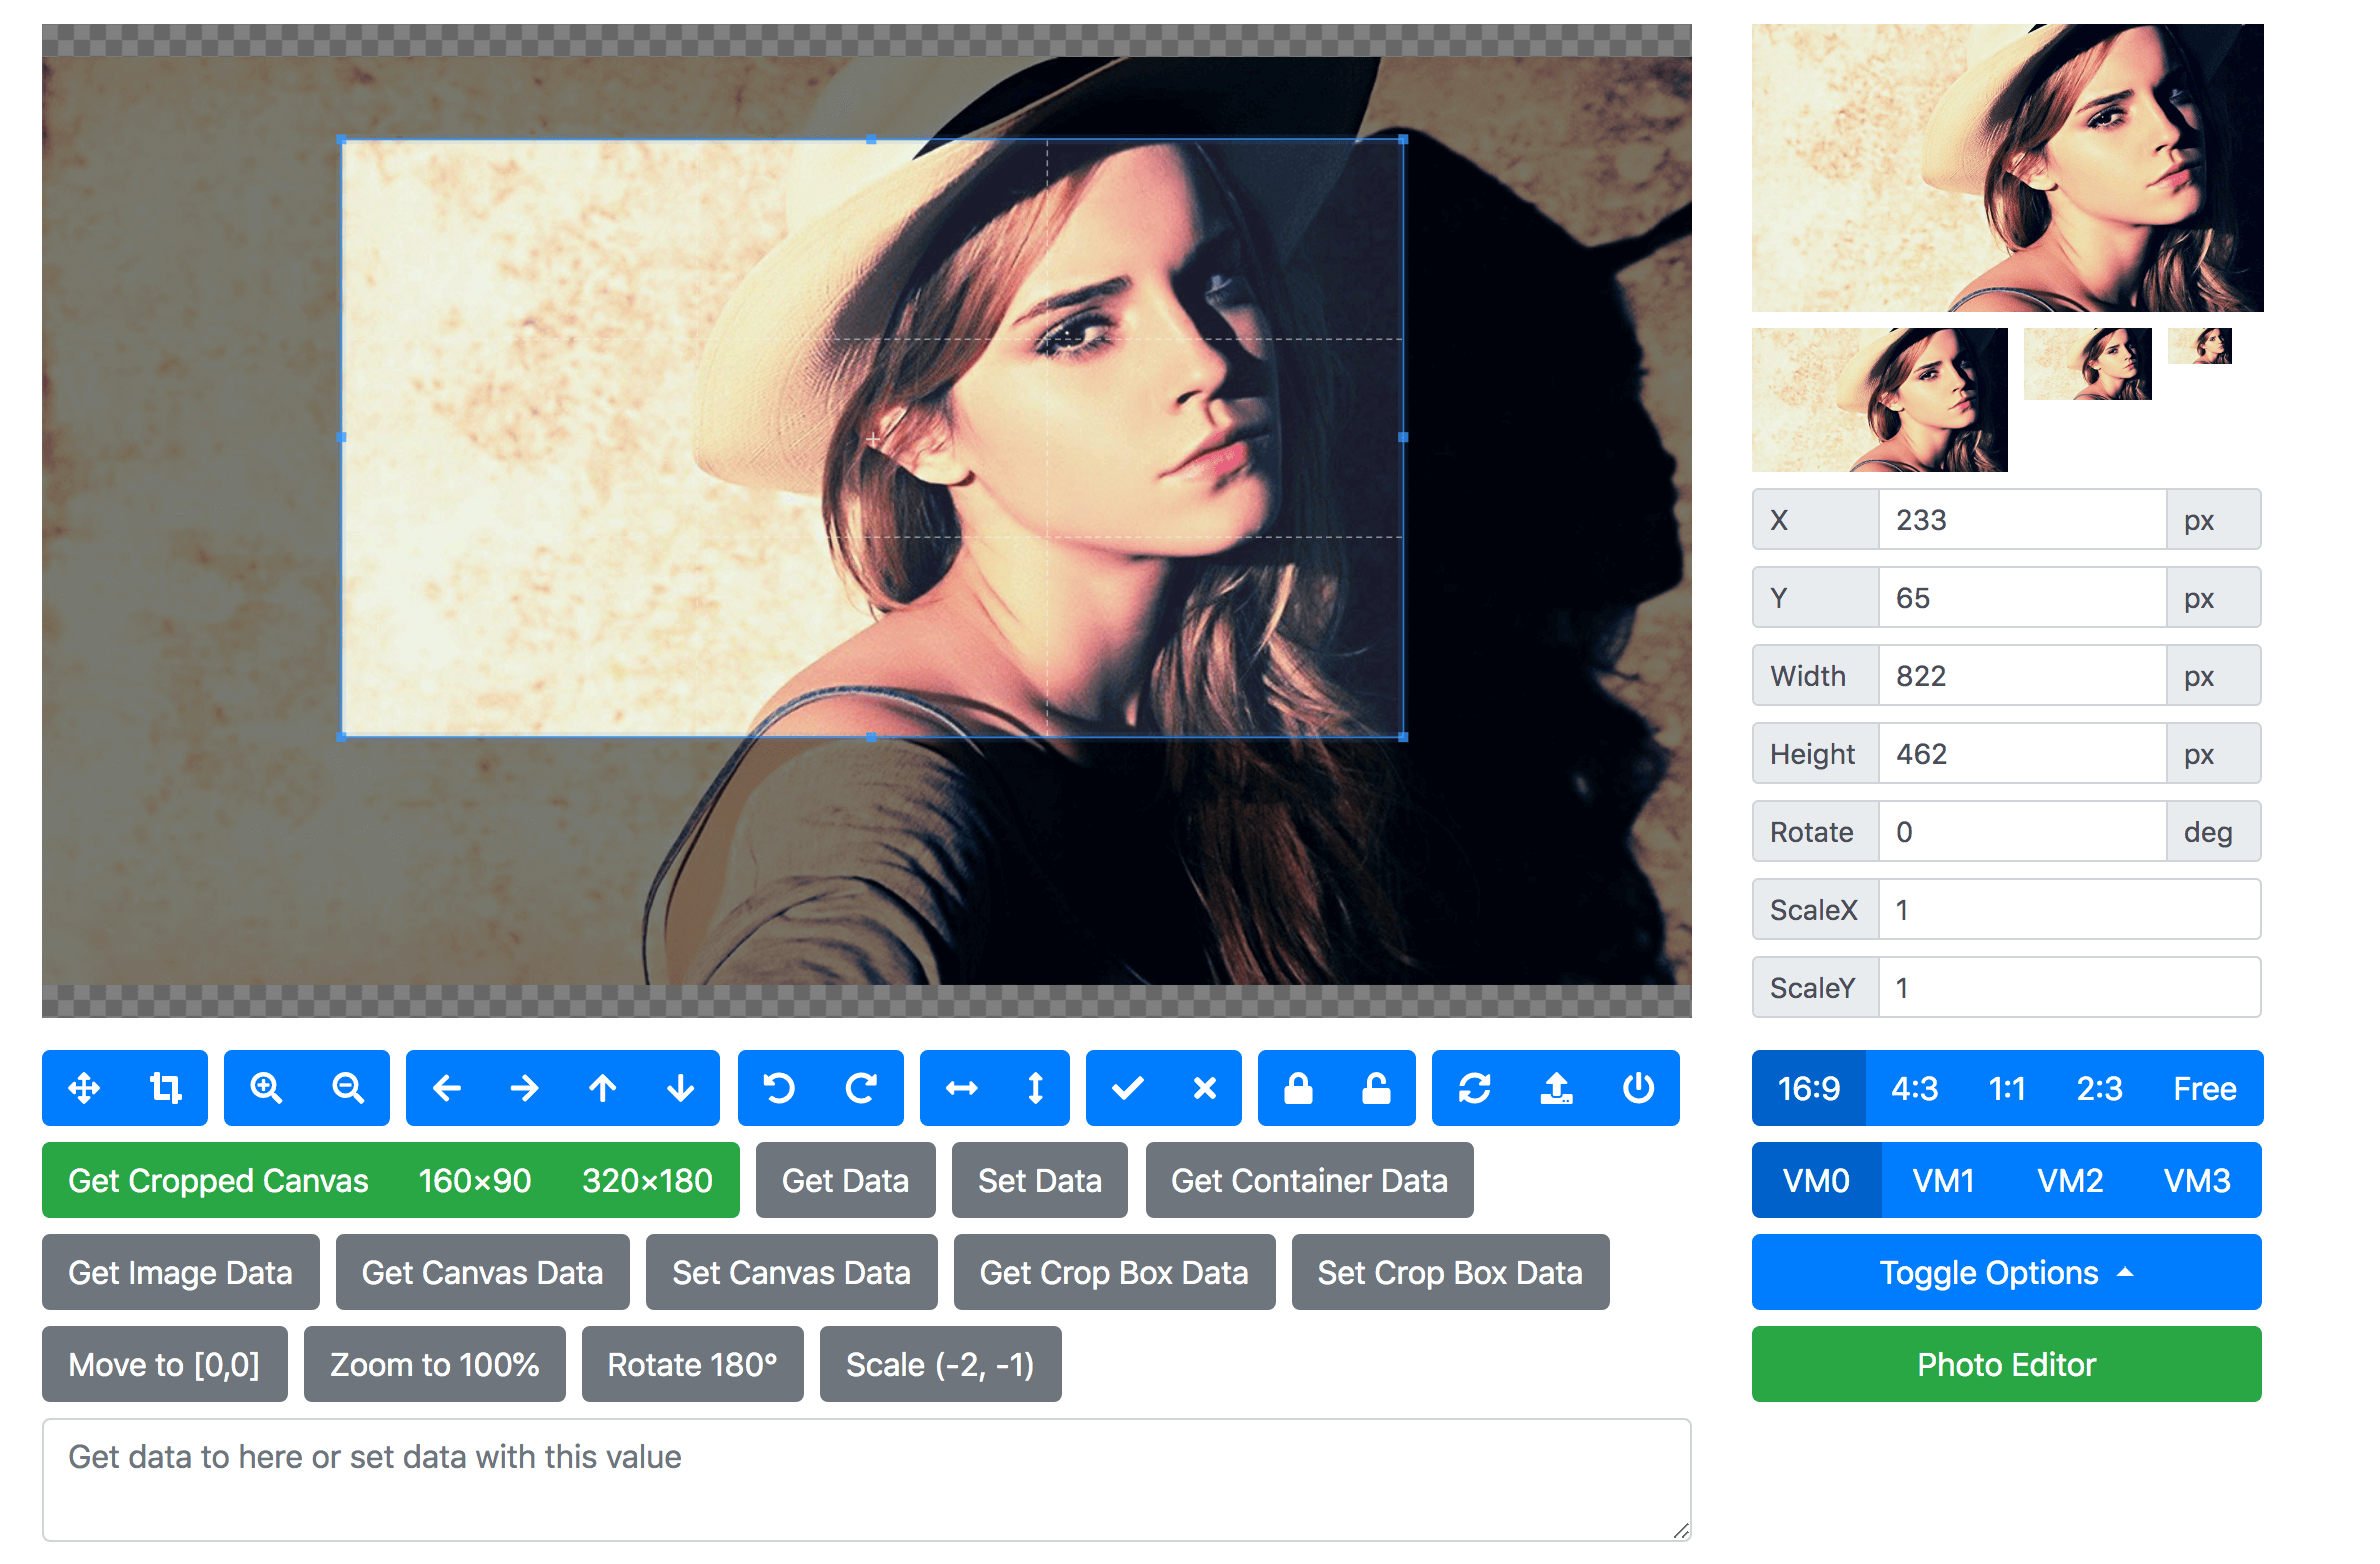 X 233 px
Y 65 px
Width 822 px
Height 462 px
Rotate 0 deg
ScaleX 1
ScaleY 1
16:9 4:3 1:1 2:3 Free
Get Cropped Canvas 160×90 320×180 Get Data Set Data Get Container Data
VM0 VM1 VM2 VM3
Get Image Data Get Canvas Data Set Canvas Data Get Crop Box Data Set Crop Box Data
Toggle Options
Move to [0,0] Zoom to 100% Rotate 180° Scale (-2, -1)
Photo Editor
Get data to here or set data with this value